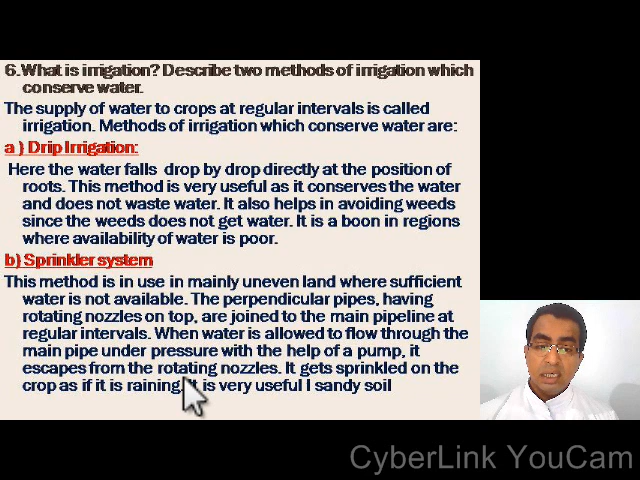 6.What is irrigation? Describe two methods of irrigation which
conserve water.
The supply of water to crops at regular intervals is called
irrigation. Methods of irrigation which conserve water are:
a ) Drip Irrigation:
Here the water falls drop by drop directly at the position of
roots. This method is very useful as it conserves the water
and does not waste water. It also helps in avoiding weeds
since the weeds does not get water. It is a boon in regions
where availability of water is poor.
b) Sprinkler system
This method is in use in mainly uneven land where sufficient
water is not available. The perpendicular pipes, having
rotating nozzles on top, are joined to the main pipeline at
regular intervals. When water is allowed to flow through the
main pipe under pressure with the help of a pump, it
escapes from the rotating nozzles. It gets sprinkled on the
crop as if it is raining. It is very useful I sandy soil
CyberLink YouCam